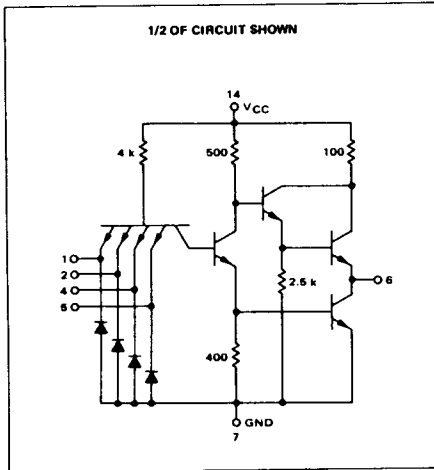 1/2 OF CIRCUIT SHOWN
14
VCC
4 k
500
100
1
2
4
5
6
2.5 k
400
GND
7